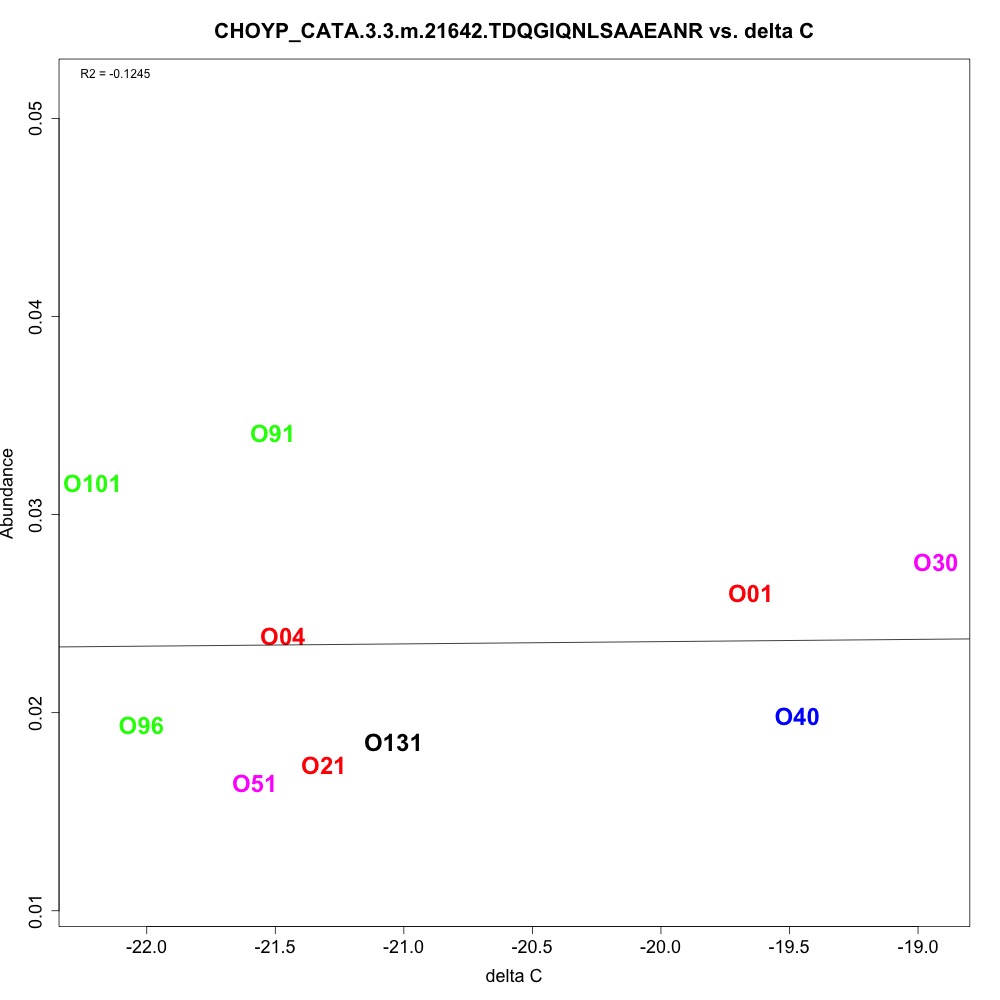 CHOYP_CATA.3.3.m.21642.TDQGIQNLSAAEANR vs. delta C
R2 = -0.1245
0.05
0.04
O91
O101
0.03
O30
O01
O04
0.02
O96
O40
O131
O21
O51
0.01
Abundance
-22.0 -21.5 -21.0 -20.5 -20.0 -19.5 -19.0
delta C